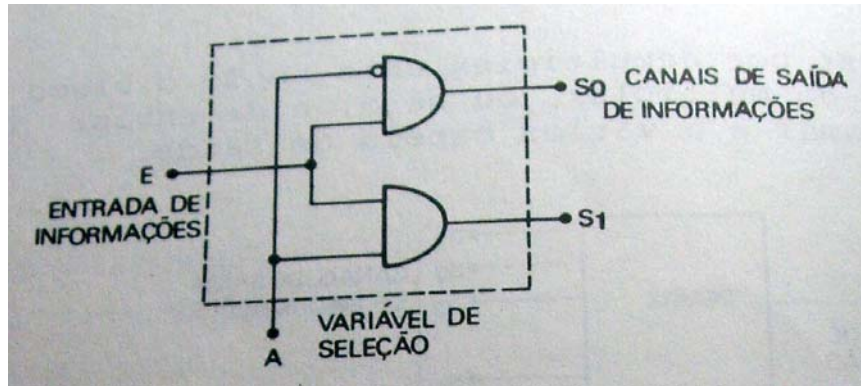 S0 CANAIS DE SAÍDA
DE INFORMAÇÕES
E
ENTRADA DE
INFORMAÇÕES
S1
VARIÁVEL DE
SELEÇÃO
A